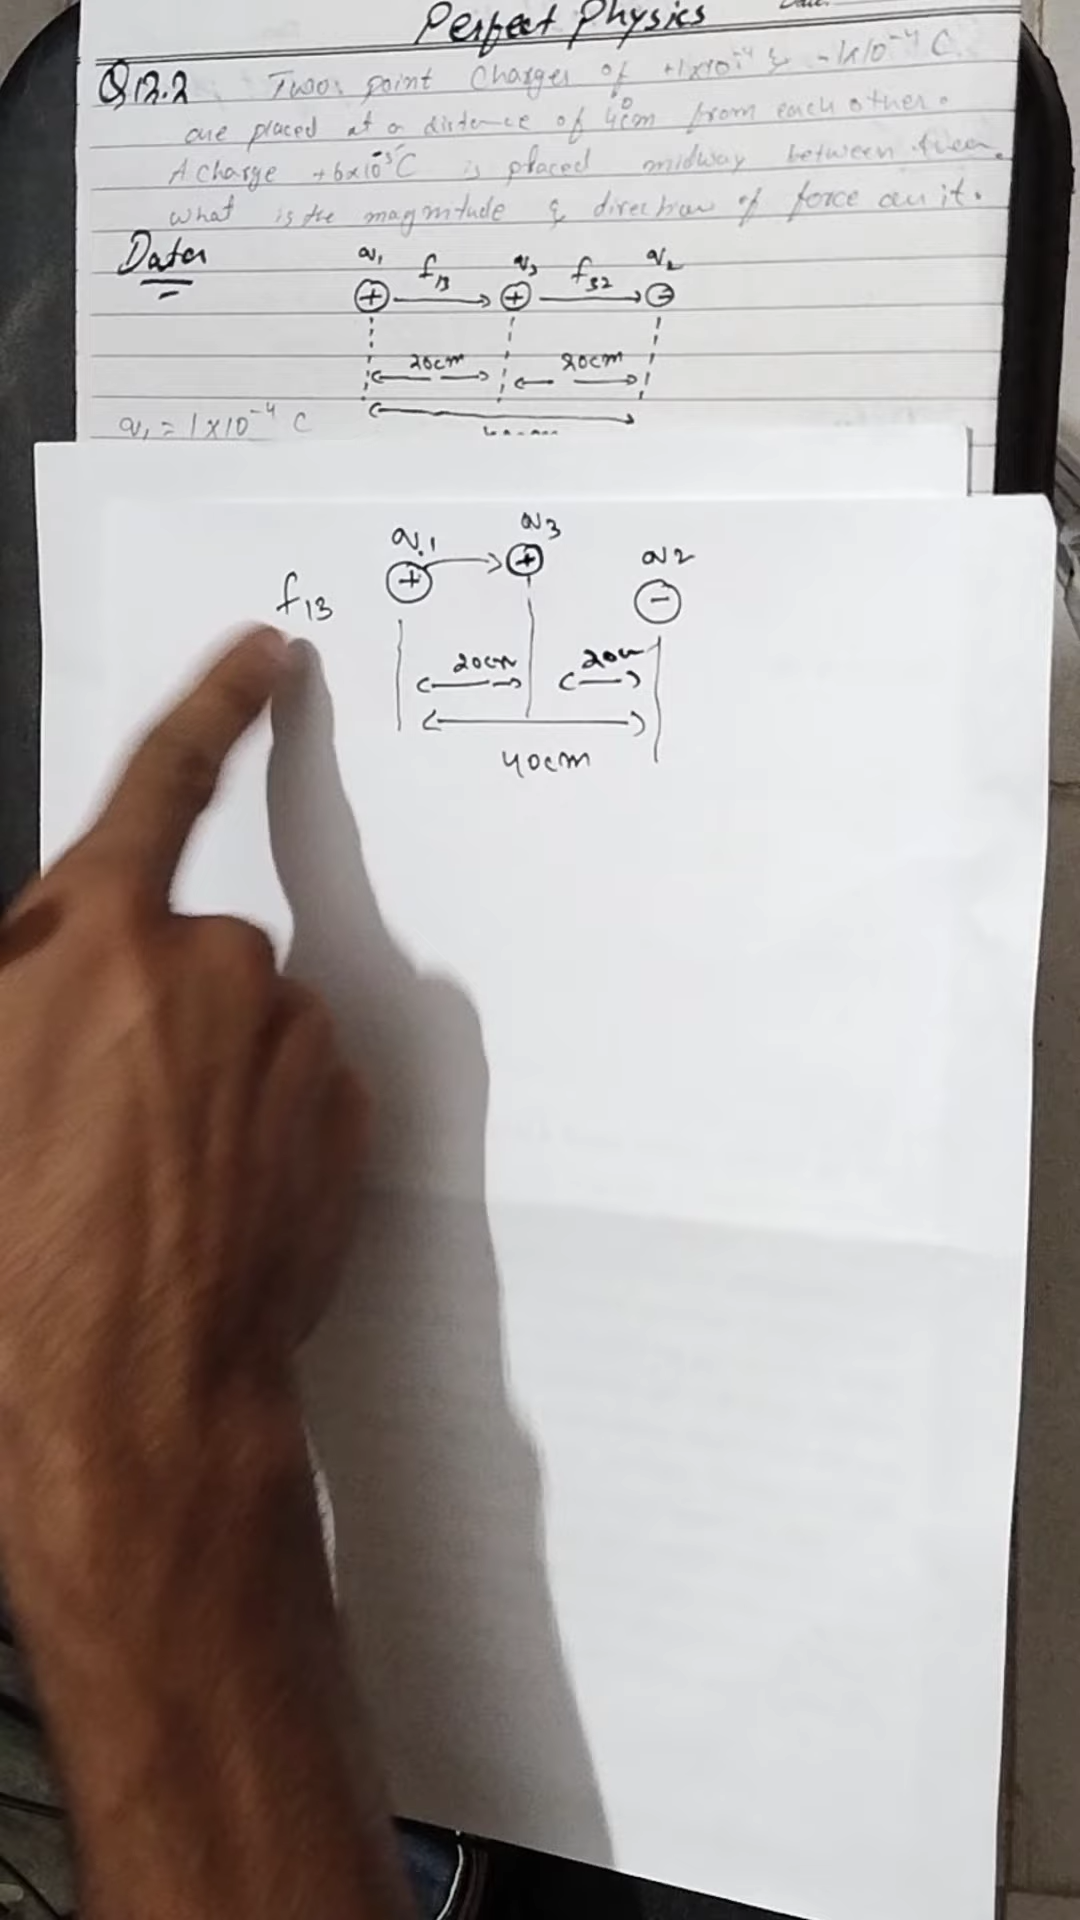 Perfect Physics
Date:
Q12.2 Two point charges of +1x10⁻⁴ & -1x10⁻⁴ C.
are placed at a distence of 40cm from each other.
A charge +6x10⁻⁵C is placed midway between
what is the magnitude & direction of force on it.
Data
q₁ f₁₃ q₃ f₃₂ q₂
+ + -
20cm 20cm
q₁ = 1x10⁻⁴ C
q₁ q₃ q₂
+ + -
f₁₃
20cm 20cm
40cm